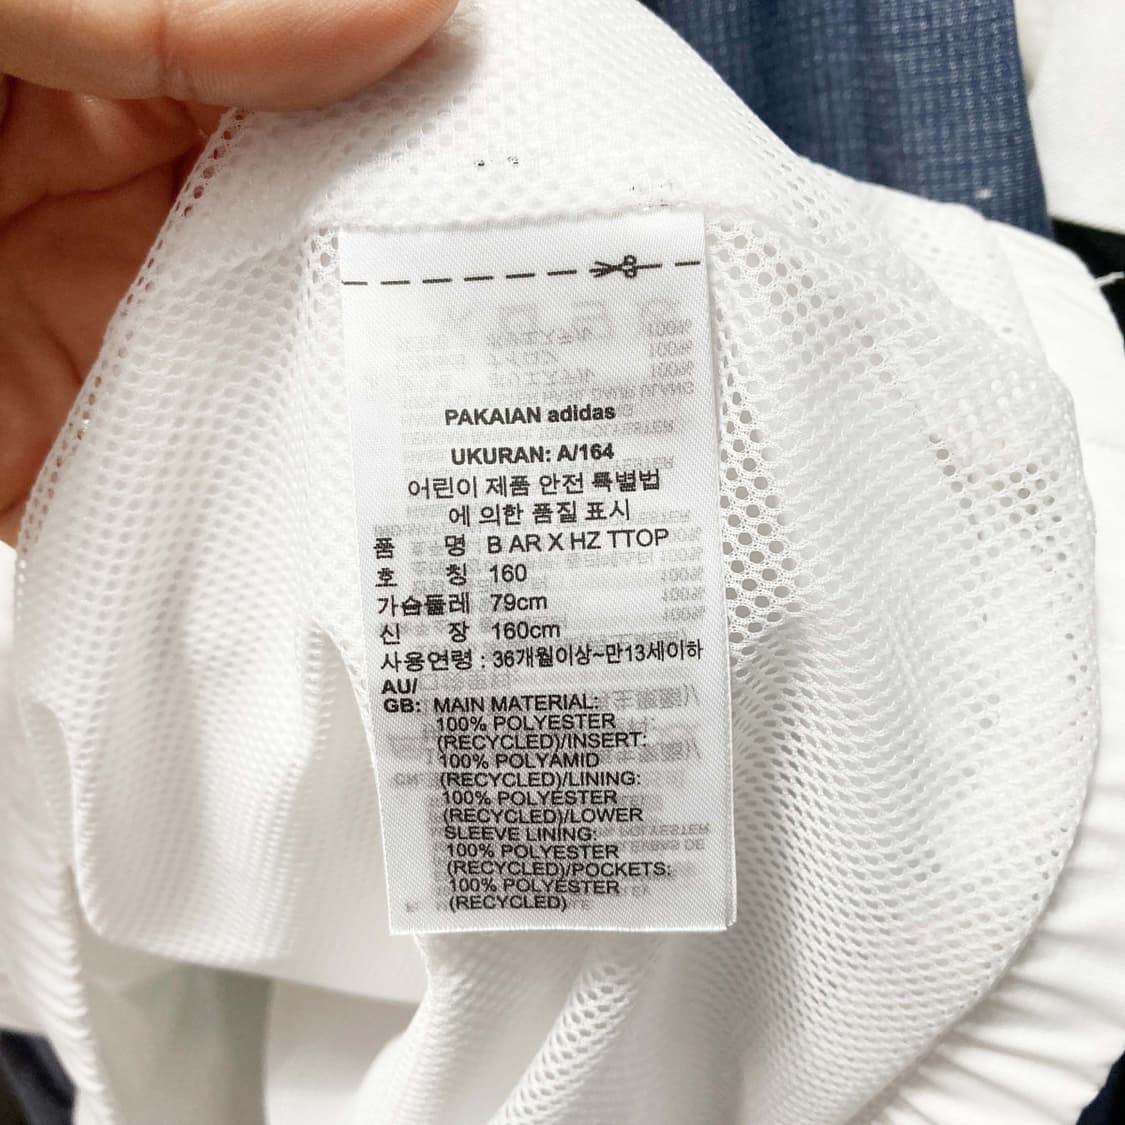 PAKAIAN adidas
UKURAN: A/164
어린이 제품 안전 특별법
에 의한 품질 표시
품 명 B AR X HZ TTOP
호 칭 160
가슴둘레 79cm
신 장 160cm
사용연령 : 36개월이상~만13세이하
AU/
GB: MAIN MATERIAL:
100% POLYESTER
(RECYCLED)/INSERT:
100% POLYAMID
(RECYCLED)/LINING:
100% POLYESTER
(RECYCLED)/LOWER
SLEEVE LINING:
100% POLYESTER
(RECYCLED)/POCKETS:
100% POLYESTER
(RECYCLED)